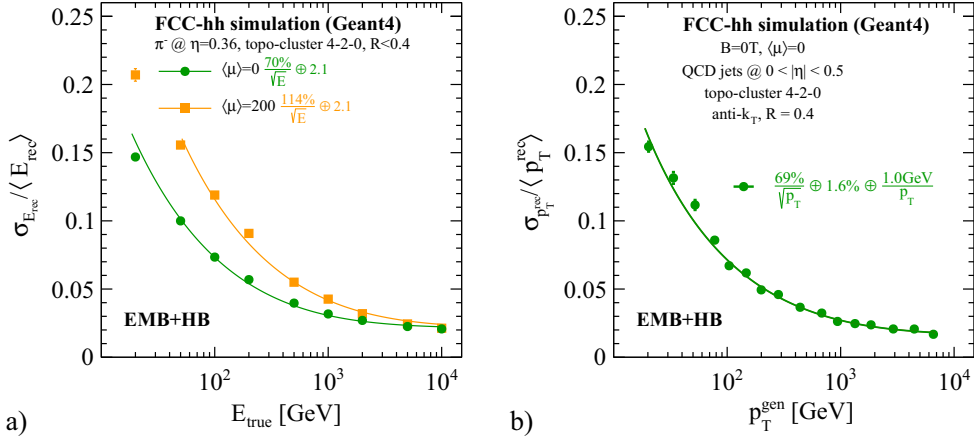 FCC-hh simulation (Geant4)
π⁻ @ η=0.36, topo-cluster 4-2-0, R<0.4
⟨μ⟩=0 70%/√E ⊕ 2.1
⟨μ⟩=200 114%/√E ⊕ 2.1
EMB+HB
σ_{E_rec}/⟨E_rec⟩
0.25
0.2
0.15
0.1
0.05
0
10² 10³ 10⁴
E_true [GeV]
a)
FCC-hh simulation (Geant4)
B=0T, ⟨μ⟩=0
QCD jets @ 0 < |η| < 0.5
topo-cluster 4-2-0
anti-k_T, R = 0.4
69%/√p_T ⊕ 1.6% ⊕ 1.0GeV/p_T
EMB+HB
σ_{p_T^rec}/⟨p_T^rec⟩
0.25
0.2
0.15
0.1
0.05
0
10² 10³ 10⁴
p_T^gen [GeV]
b)